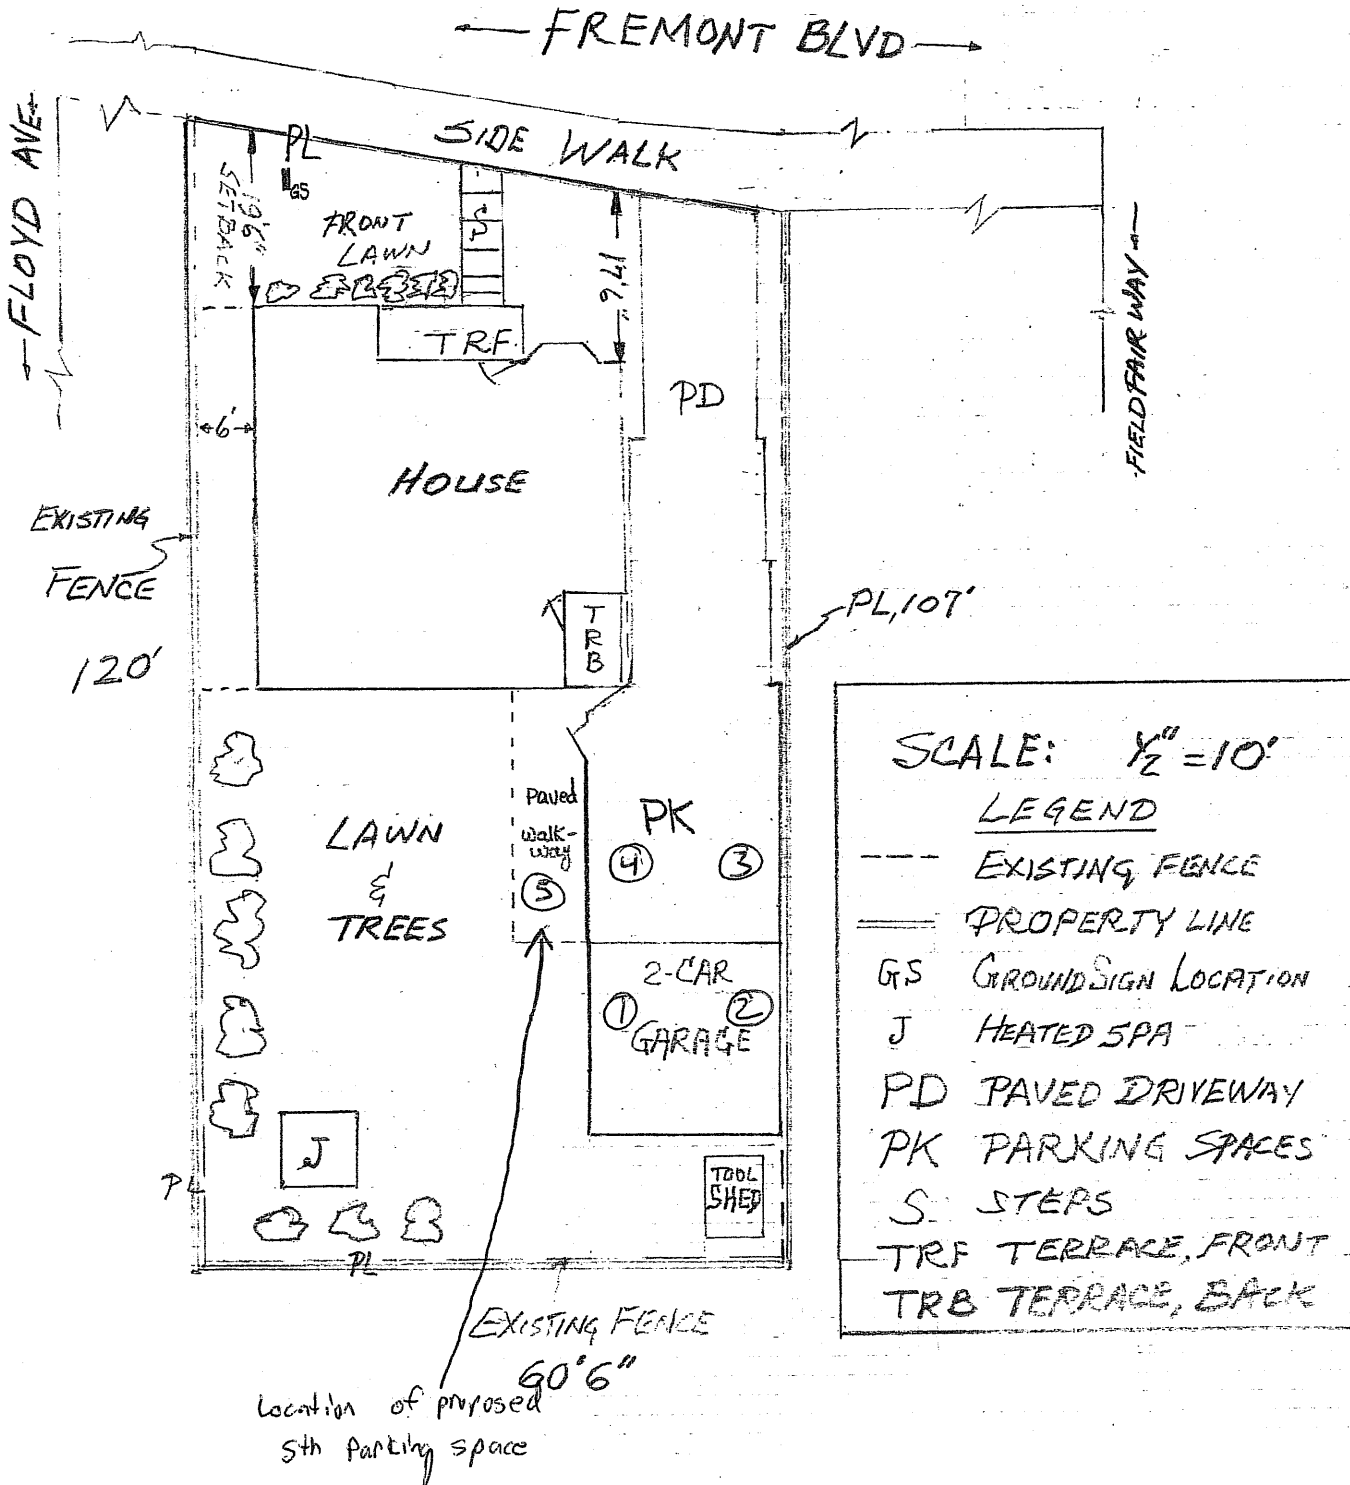 FREMONT BLVD
FLOYD AVE
SIDE WALK
PL
GS
19'6"
SETBACK
FRONT
LAWN
S
17'6"
TRF
PD
FIELDFAIR WAY
6'
HOUSE
EXISTING
FENCE
120'
TRB
PL, 107'
Paved
walk-
way
5
PK
4
3
LAWN
&
TREES
2-CAR
1
2
GARAGE
J
TOOL
SHED
PL
PL
EXISTING FENCE
60'6"
Location of proposed
5th parking space
SCALE: 1/2" = 10'
LEGEND
EXISTING FENCE
PROPERTY LINE
GS GROUND SIGN LOCATION
J HEATED SPA
PD PAVED DRIVEWAY
PK PARKING SPACES
S STEPS
TRF TERRACE, FRONT
TRB TERRACE, BACK